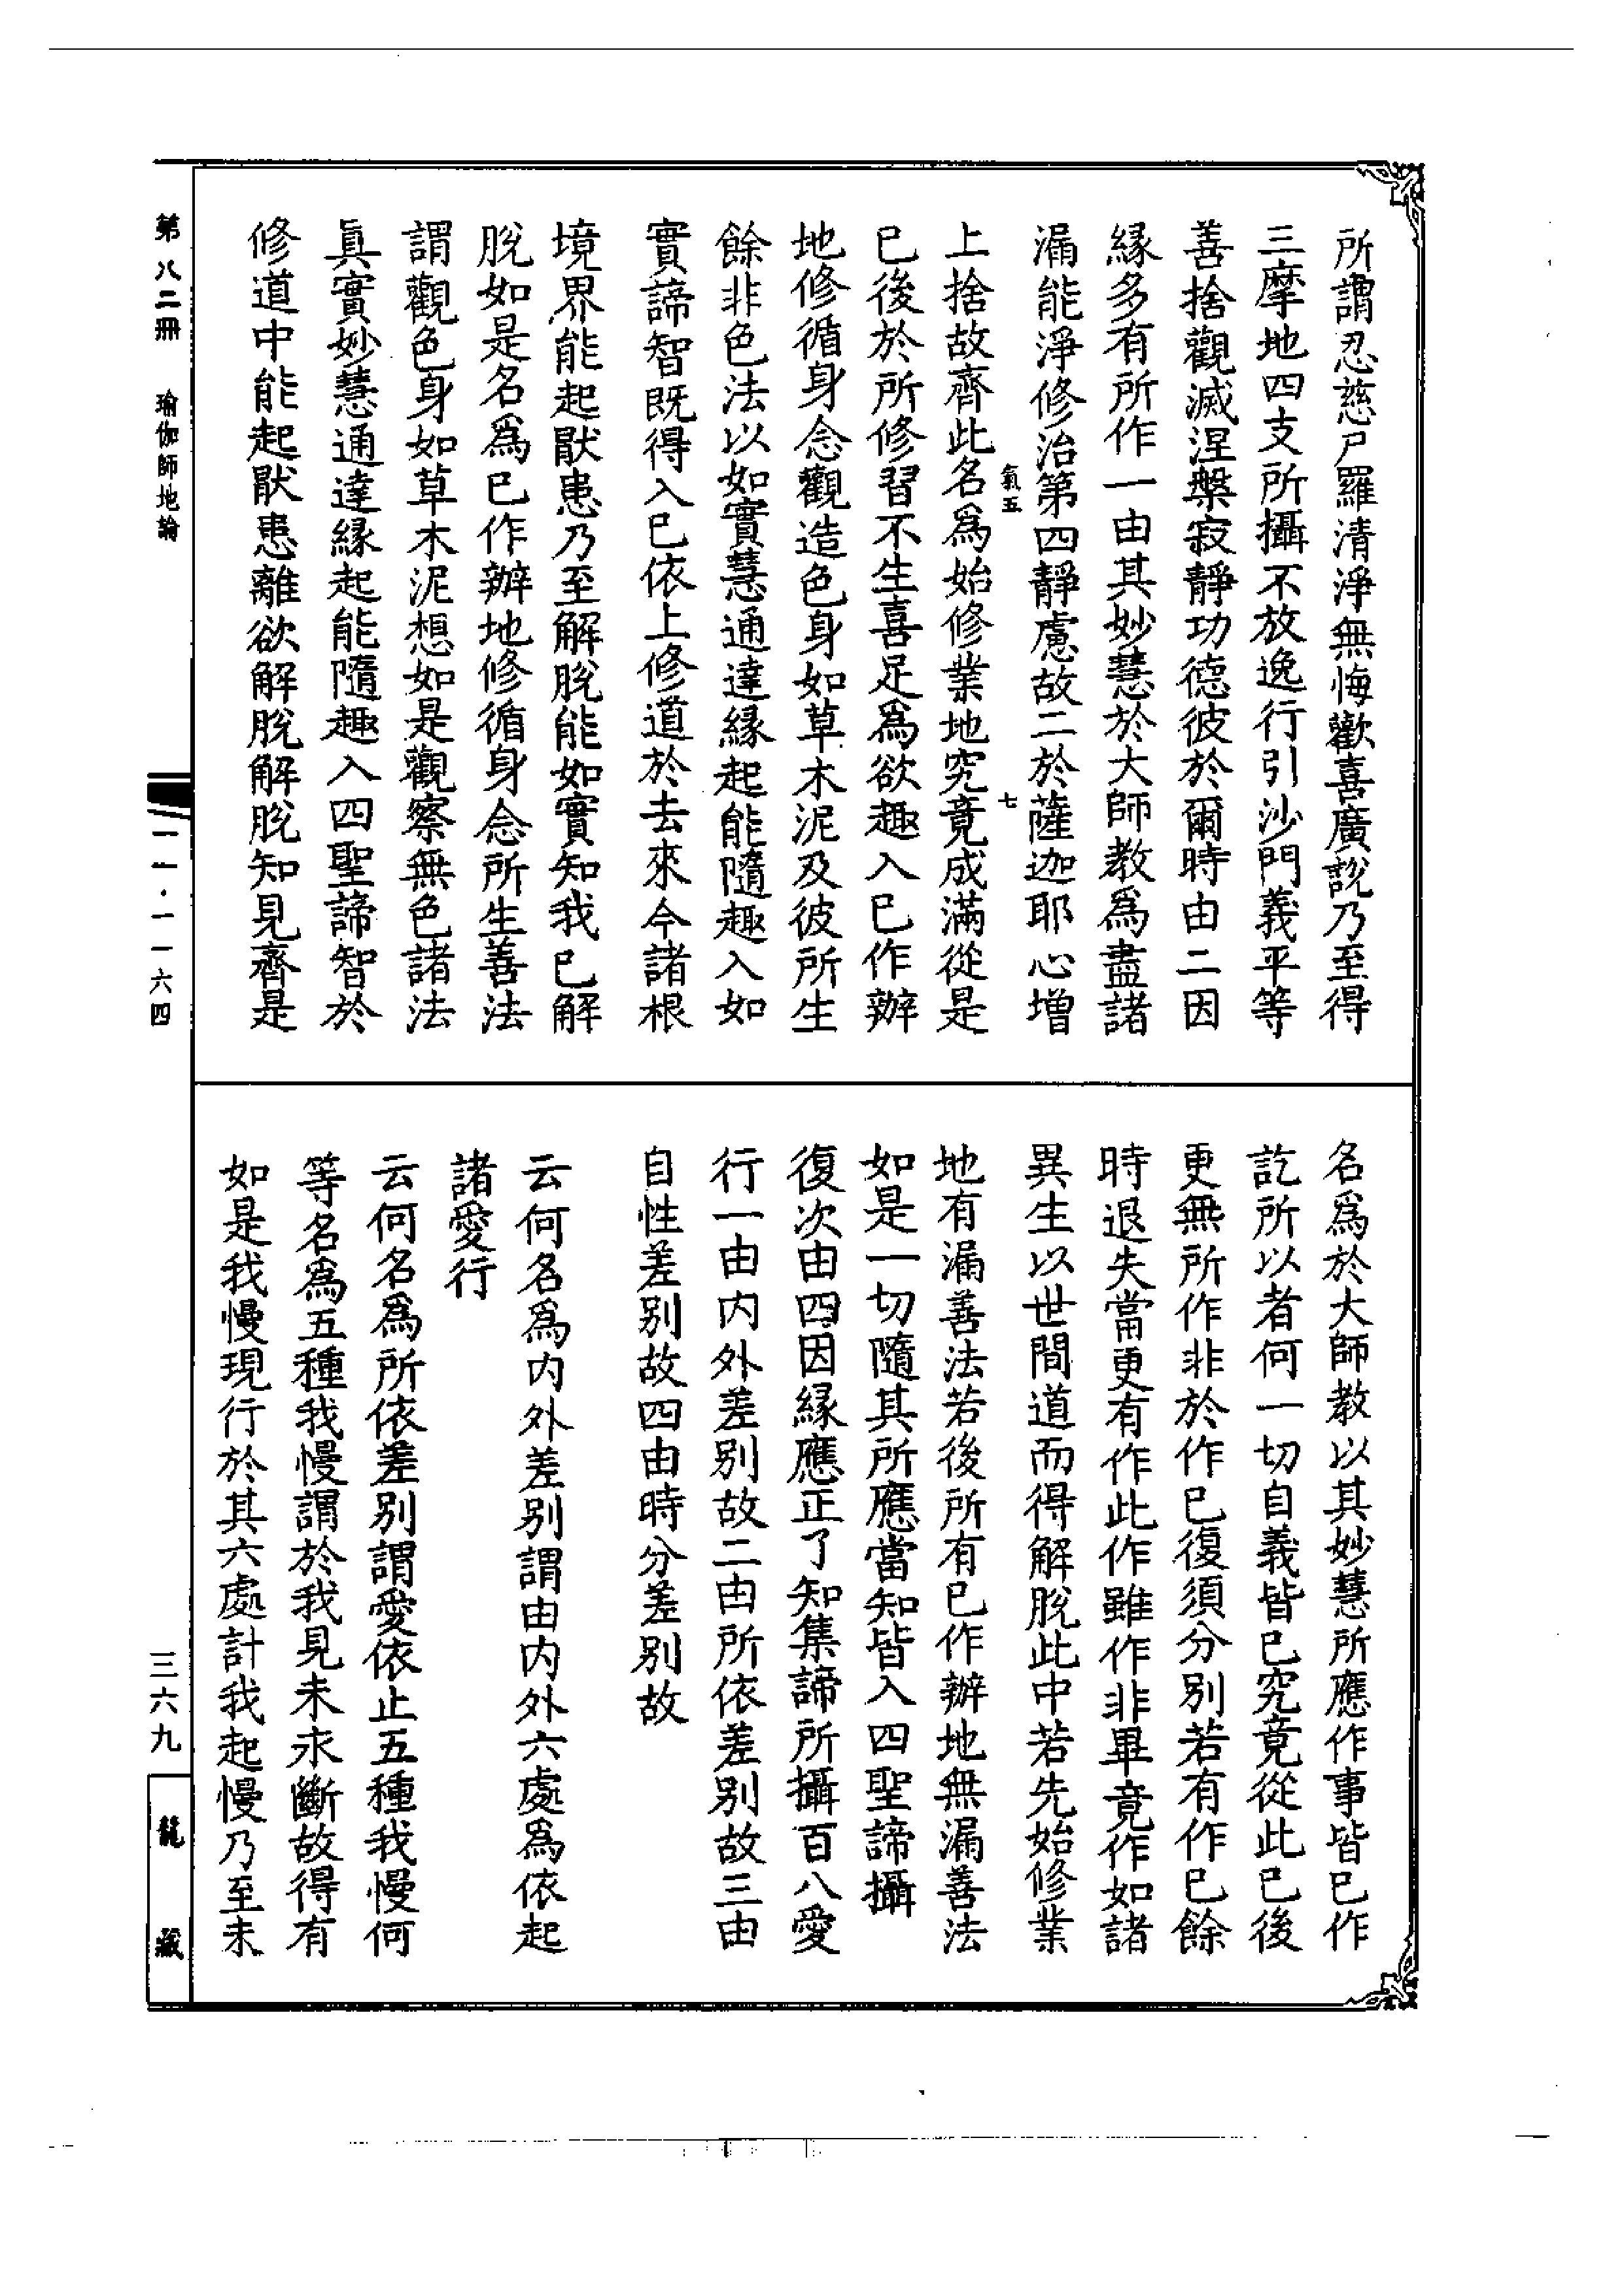 所謂忍慈尸羅清淨無悔歡喜廣說乃至得
三摩地四支所攝不放逸行引沙門義平等
善捨觀滅涅槃寂靜功德彼於爾時由二因
緣多有所作一由其妙慧於大師教爲盡諸
漏能淨修治第四靜慮故二於薩迦耶心增
氣五
七
上捨故齊此名爲始修業地究竟成滿從是
已後於所修習不生喜足爲欲趣入已作辦
地修循身念觀造色身如草木泥及彼所生
餘非色法以如實慧通達緣起能隨趣入如
實諦智既得入已依上修道於去來今諸根
境界能起猒患乃至解脫能如實知我已解
脫如是名爲已作辦地修循身念所生善法
謂觀色身如草木泥想如是觀察無色諸法
眞實妙慧通達緣起能隨趣入四聖諦智於
修道中能起猒患離欲解脫解脫知見齊是
名爲於大師教以其妙慧所應作事皆已作
訖所以者何一切自義皆已究竟從此已後
更無所作非於作已復須分別若有作已餘
時退失當更有作此作雖作非畢竟作如諸
異生以世間道而得解脫此中若先始修業
地有漏善法若後所有已作辦地無漏善法
如是一切隨其所應當知皆入四聖諦攝
復次由四因緣應正了知集諦所攝百八愛
行一由內外差別故二由所依差別故三由
自性差別故四由時分差別故
云何名爲內外差別謂由內外六處爲依起
諸愛行
云何名爲所依差別謂愛依止五種我慢何
等名爲五種我慢謂於我見未永斷故得有
如是我慢現行於其六處計我起慢乃至未
第八二冊
瑜伽師地論
一一·一一六四
三六九
龍藏